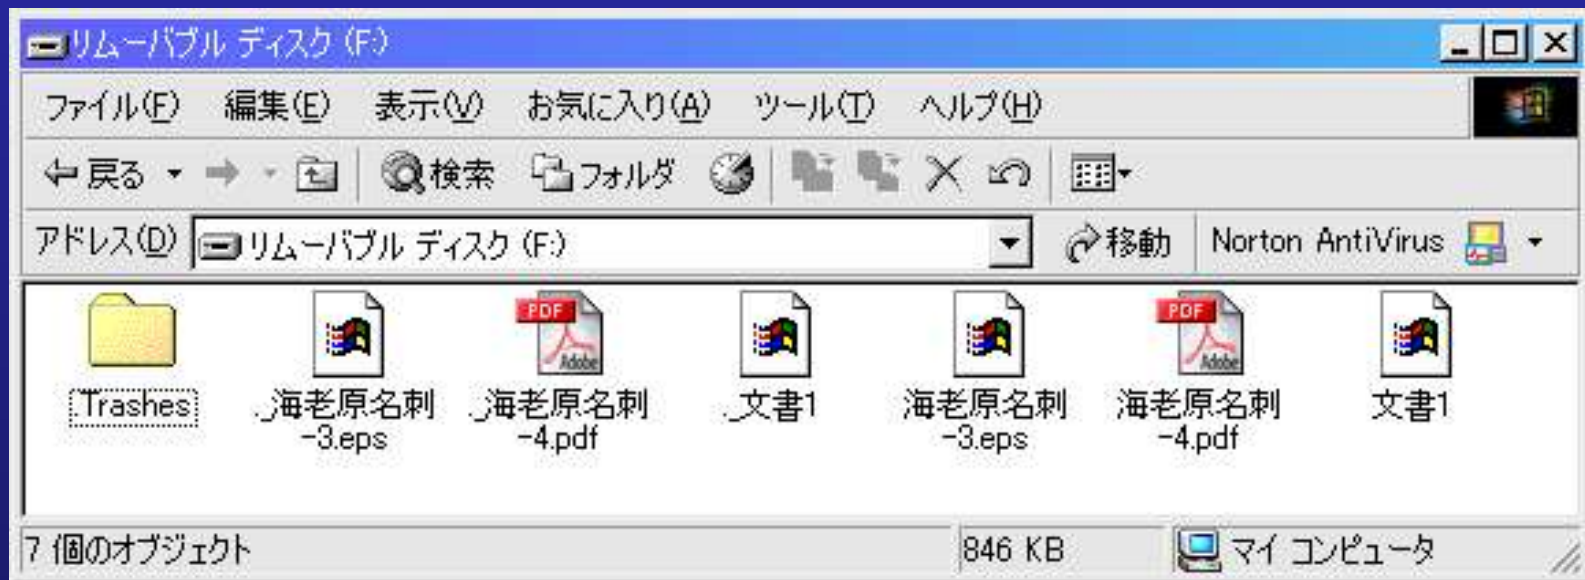 リムーバブル ディスク (F:)
ファイル(F) 編集(E) 表示(V) お気に入り(A) ツール(T) ヘルプ(H)
戻る 検索 フォルダ
アドレス(D) リムーバブル ディスク (F:) 移動 Norton AntiVirus
PDF Adobe PDF Adobe
.Trashes ._海老原名刺 ._海老原名刺 ._文書1 海老原名刺 海老原名刺 文書1
-3.eps -4.pdf -3.eps -4.pdf
7 個のオブジェクト 846 KB マイ コンピュータ